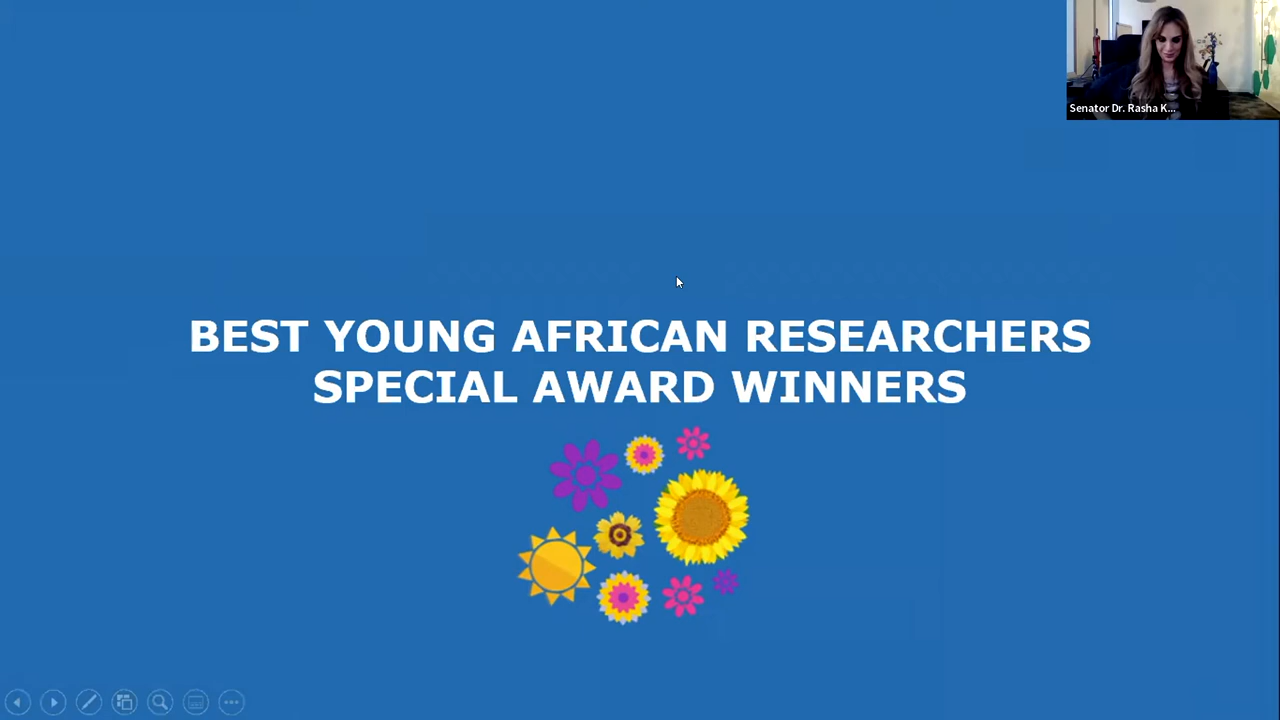 Senator Dr. Rasha K...
BEST YOUNG AFRICAN RESEARCHERS
SPECIAL AWARD WINNERS